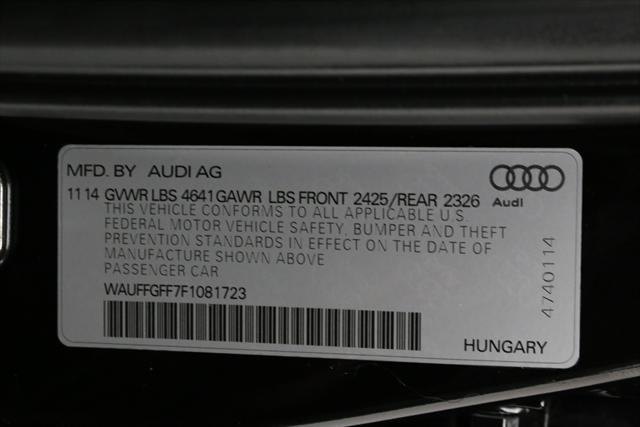 MFD. BY AUDI AG
Audi
11 14 GVWR LBS 4641 GAWR LBS FRONT 2425/REAR 2326
THIS VEHICLE CONFORMS TO ALL APPLICABLE U.S.
FEDERAL MOTOR VEHICLE SAFETY, BUMPER AND THEFT
PREVENTION STANDARDS IN EFFECT ON THE DATE OF
MANUFACTURE SHOWN ABOVE
PASSENGER CAR
WAUFFGFF7F1081723
4740114
HUNGARY